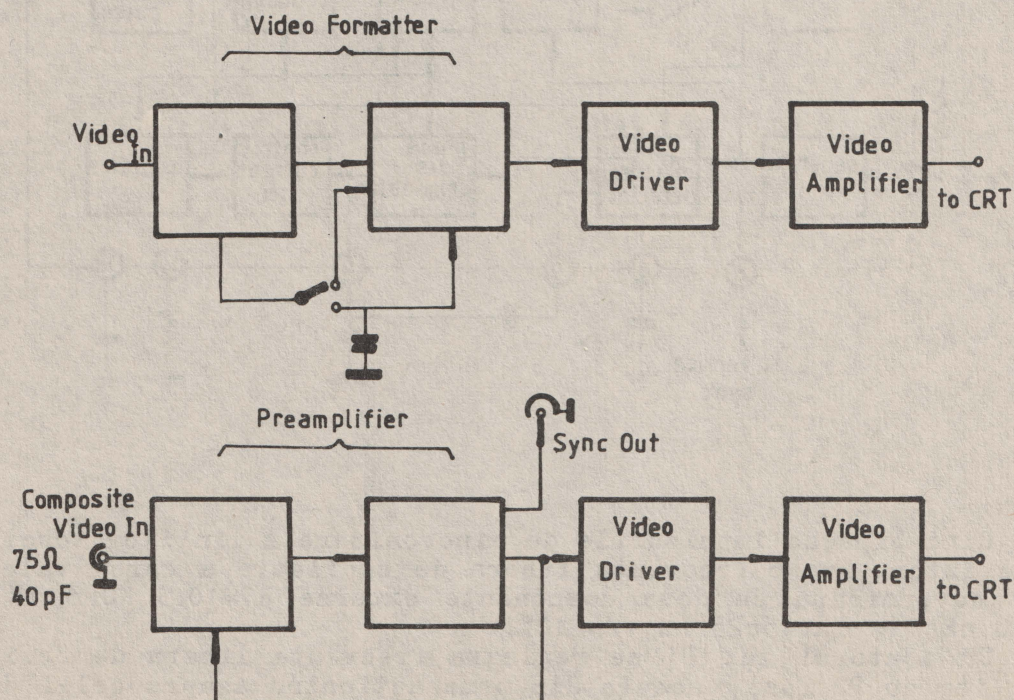 Video Formatter
Video
in
Video
Driver
Video
Amplifier
to CRT
Preamplifier
Sync Out
Composite
Video In
75Ω
40pF
Video
Driver
Video
Amplifier
to CRT